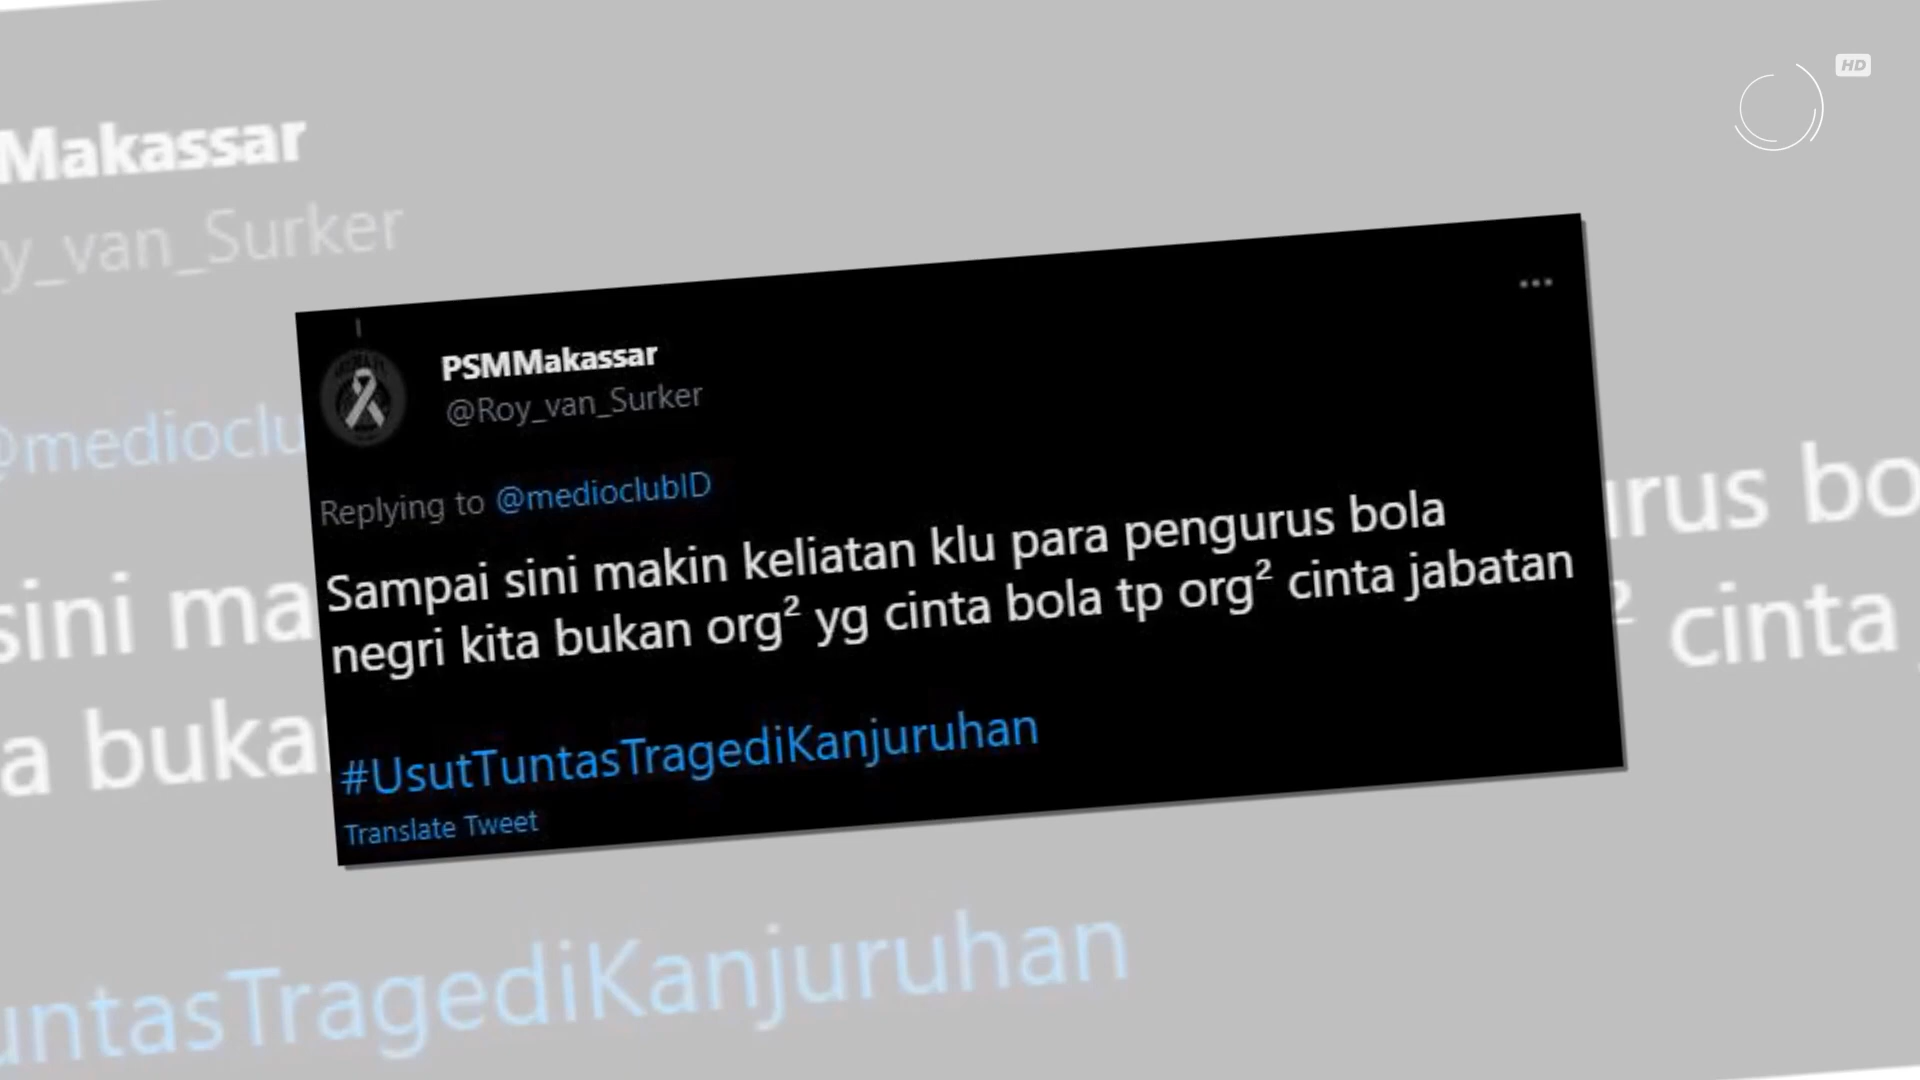 HD
Makassar
y_van_Surker
@medioclu
sini ma
a buka
urus bo
² cinta
untasTragediKanjuruhan
PSMMakassar
@Roy_van_Surker
Replying to @medioclubID
Sampai sini makin keliatan klu para pengurus bola
negri kita bukan org² yg cinta bola tp org² cinta jabatan
#UsutTuntasTragediKanjuruhan
Translate Tweet